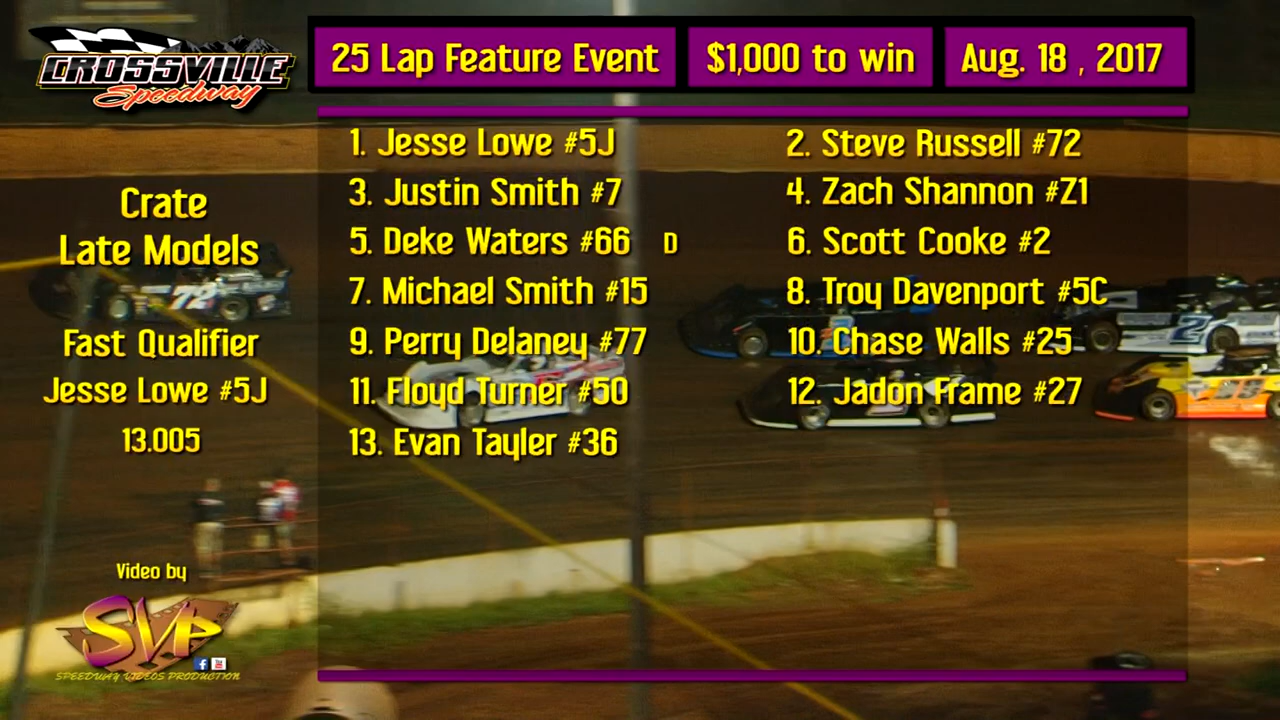 CROSSVILLE
Speedway
25 Lap Feature Event
$1,000 to win
Aug. 18 , 2017
Crate
Late Models
Fast Qualifier
Jesse Lowe #5J
13.005
1. Jesse Lowe #5J
2. Steve Russell #72
3. Justin Smith #7
4. Zach Shannon #Z1
5. Deke Waters #66 D
6. Scott Cooke #2
7. Michael Smith #15
8. Troy Davenport #5C
9. Perry Delaney #77
10. Chase Walls #25
11. Floyd Turner #50
12. Jadon Frame #27
13. Evan Tayler #36
72
2
Video by
SVP
SPEEDWAY VIDEOS PRODUCTION